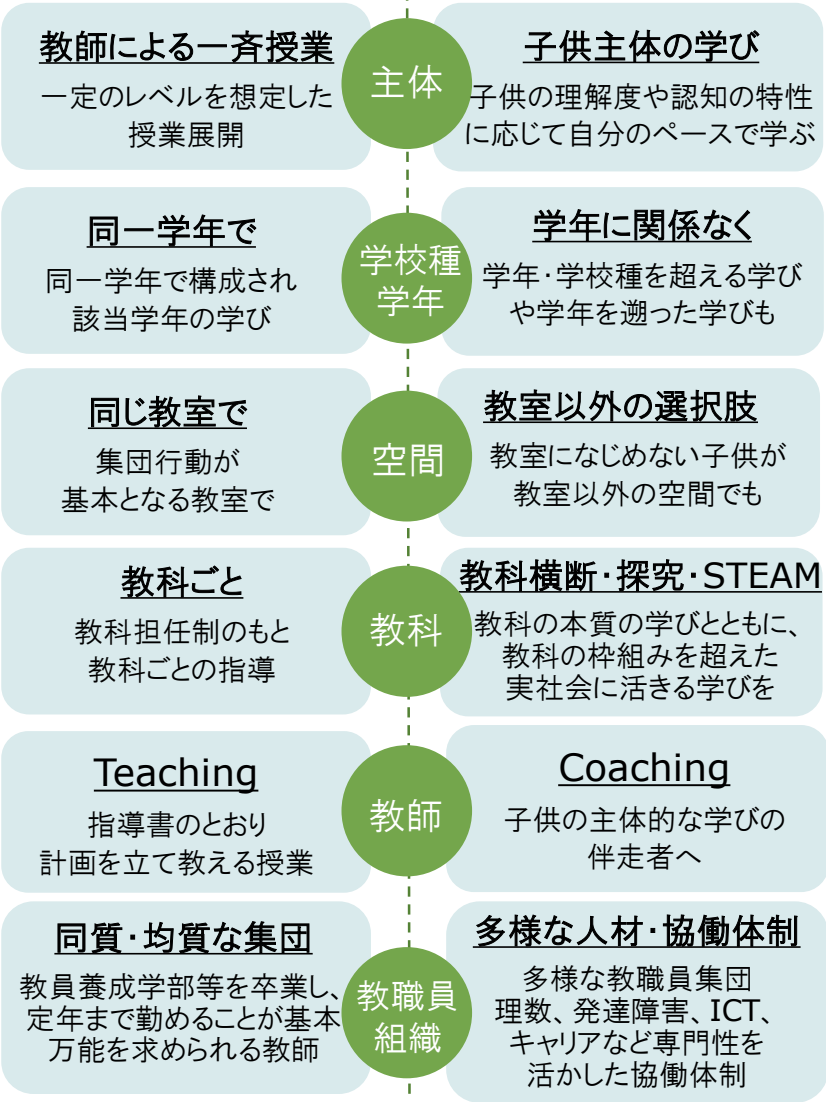 教師による一斉授業
一定のレベルを想定した
授業展開
主体
子供主体の学び
子供の理解度や認知の特性
に応じて自分のペースで学ぶ
同一学年で
同一学年で構成され
該当学年の学び
学校種
学年
学年に関係なく
学年・学校種を超える学び
や学年を遡った学びも
同じ教室で
集団行動が
基本となる教室で
空間
教室以外の選択肢
教室になじめない子供が
教室以外の空間でも
教科ごと
教科担任制のもと
教科ごとの指導
教科
教科横断・探究・STEAM
教科の本質の学びとともに、
教科の枠組みを超えた
実社会に活きる学びを
Teaching
指導書のとおり
計画を立て教える授業
教師
Coaching
子供の主体的な学びの
伴走者へ
同質・均質な集団
教員養成学部等を卒業し、
定年まで勤めることが基本
万能を求められる教師
教職員
組織
多様な人材・協働体制
多様な教職員集団
理数、発達障害、ICT、
キャリアなど専門性を
活かした協働体制